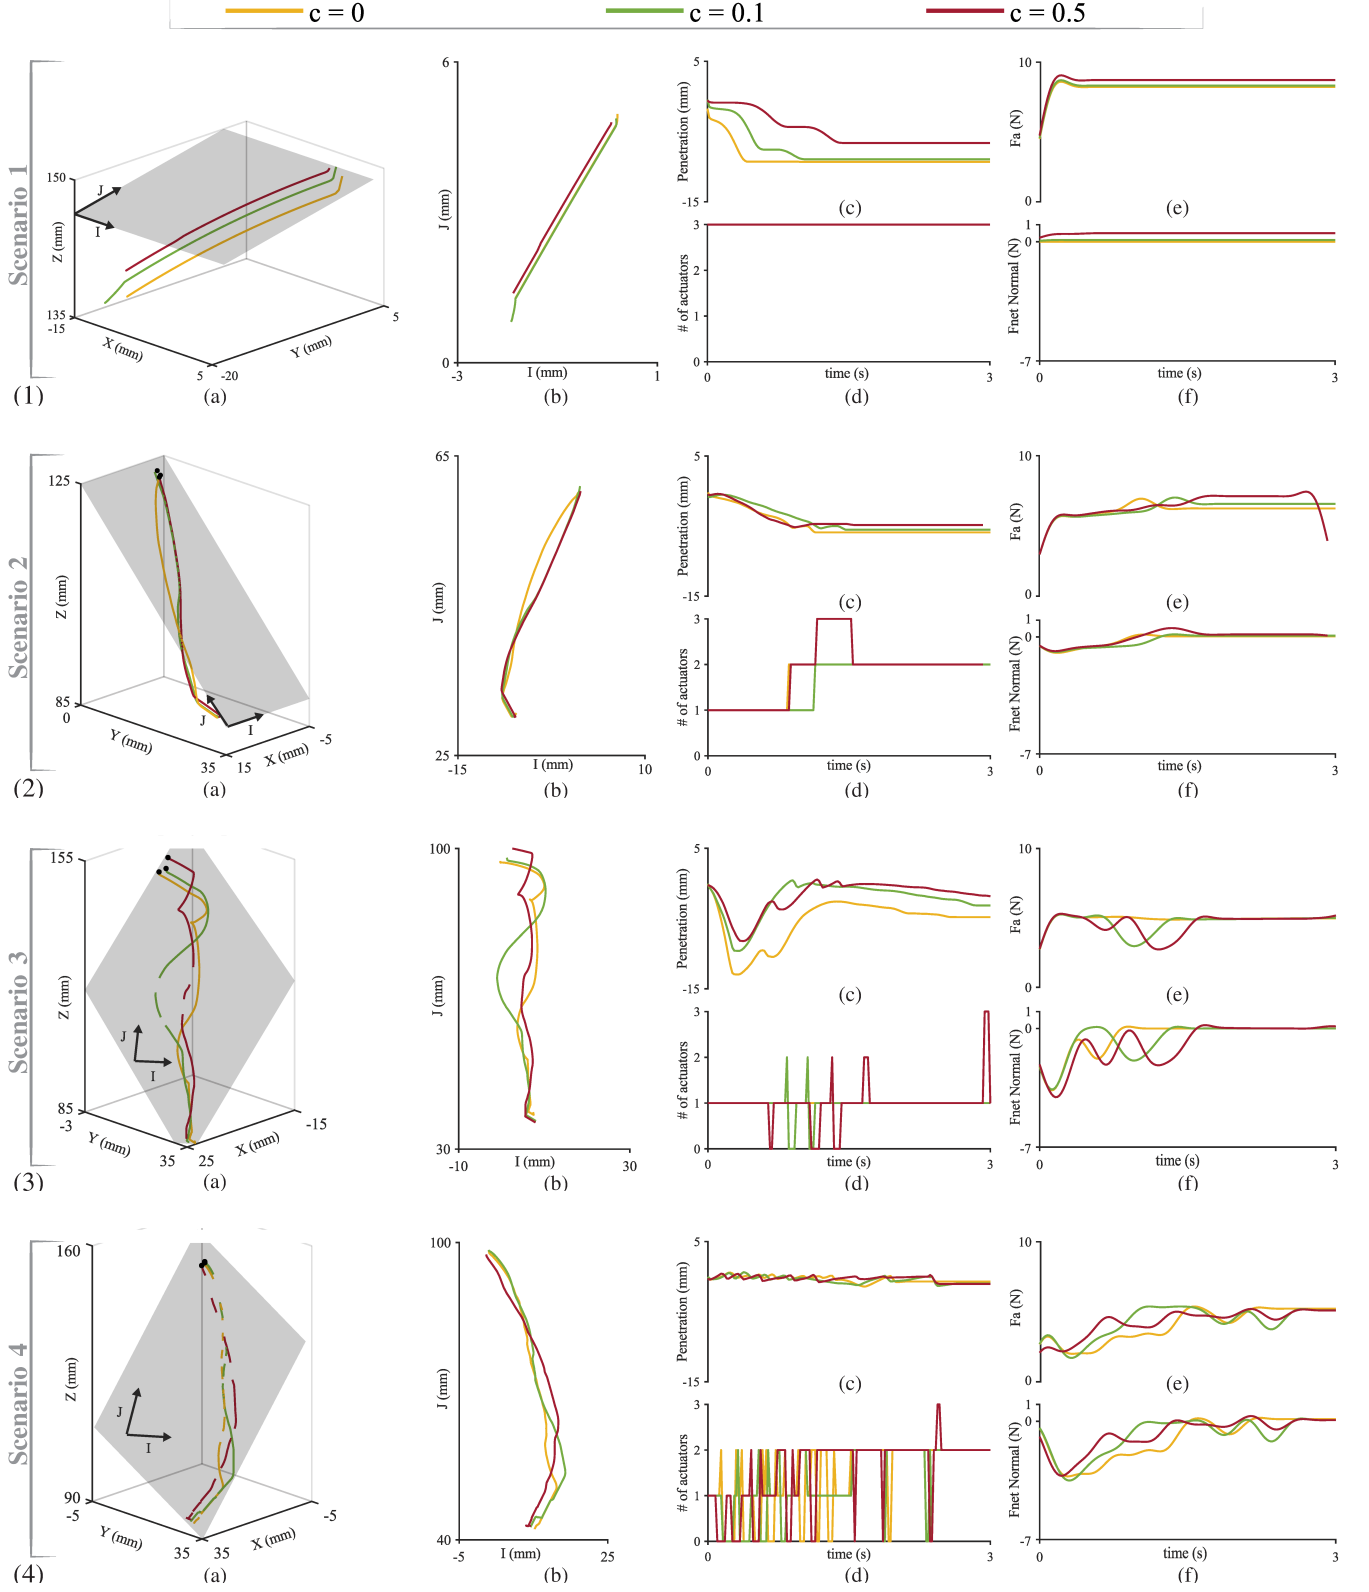 c = 0
c = 0.1
c = 0.5
Scenario 1
(1)
150
Z (mm)
135
-15
X (mm)
5
-20
Y (mm)
5
J
I
(a)
6
J (mm)
0
-3
I (mm)
1
(b)
5
Penetration (mm)
-15
(c)
3
2
1
0
# of actuators
0
time (s)
3
(d)
10
Fa (N)
0
(e)
1
0
Fnet Normal (N)
-7
0
time (s)
3
(f)
Scenario 2
(2)
125
Z (mm)
85
0
Y (mm)
35
15
X (mm)
-5
J
I
(a)
65
J (mm)
25
-15
I (mm)
10
(b)
5
Penetration (mm)
-15
(c)
3
2
1
0
# of actuators
0
time (s)
3
(d)
10
Fa (N)
0
(e)
1
0
Fnet Normal (N)
-7
0
time (s)
3
(f)
Scenario 3
(3)
155
Z (mm)
85
-3
Y (mm)
35
25
X (mm)
-15
J
I
(a)
100
J (mm)
30
-10
I (mm)
30
(b)
5
Penetration (mm)
-15
(c)
3
2
1
0
# of actuators
0
time (s)
3
(d)
10
Fa (N)
0
(e)
1
0
Fnet Normal (N)
-7
0
time (s)
3
(f)
Scenario 4
(4)
160
Z (mm)
90
-5
Y (mm)
35
35
X (mm)
-5
J
I
(a)
100
J (mm)
40
-5
I (mm)
25
(b)
5
Penetration (mm)
-15
(c)
3
2
1
0
# of actuators
0
time (s)
3
(d)
10
Fa (N)
0
(e)
1
0
Fnet Normal (N)
-7
0
time (s)
3
(f)